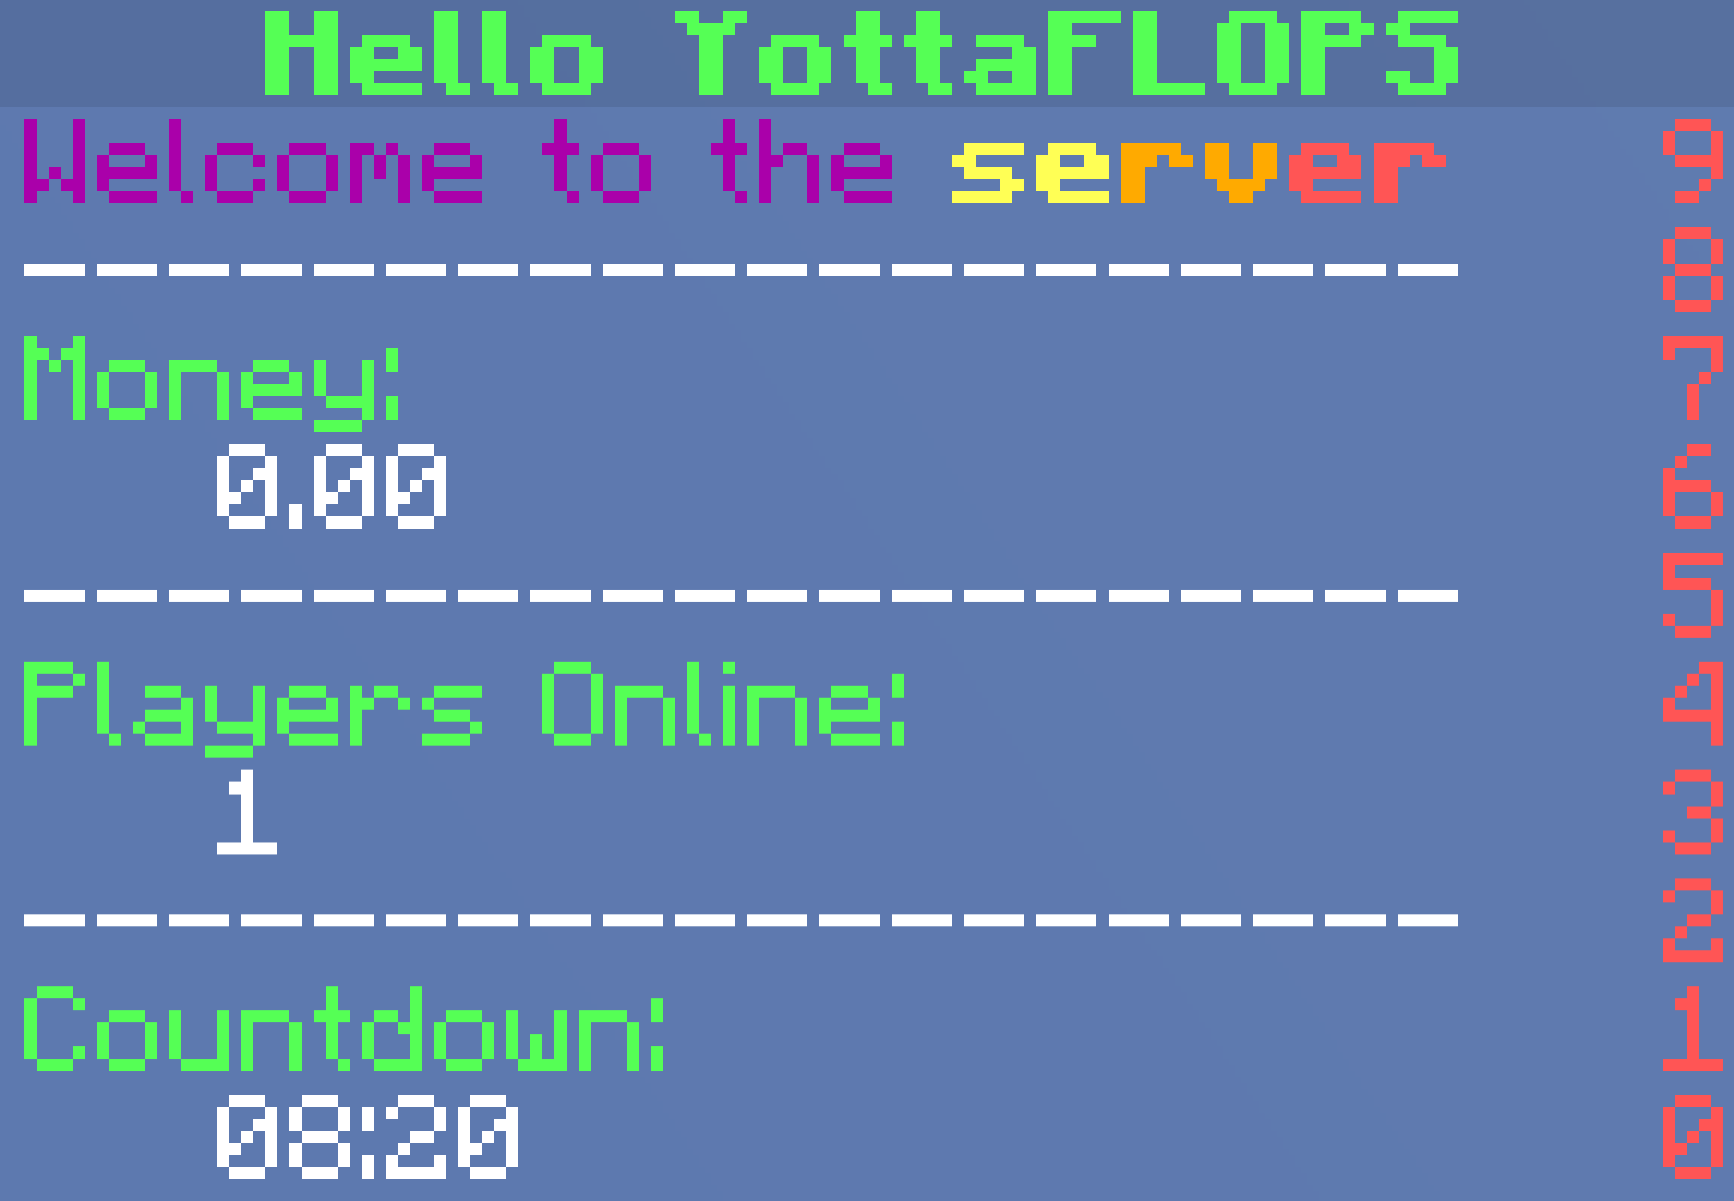 Hello YottaFLOPS
Welcome to the server 9
-------------------- 8
Money: 7
0.00 6
-------------------- 5
Players Online: 4
1 3
-------------------- 2
Countdown: 1
08:20 0